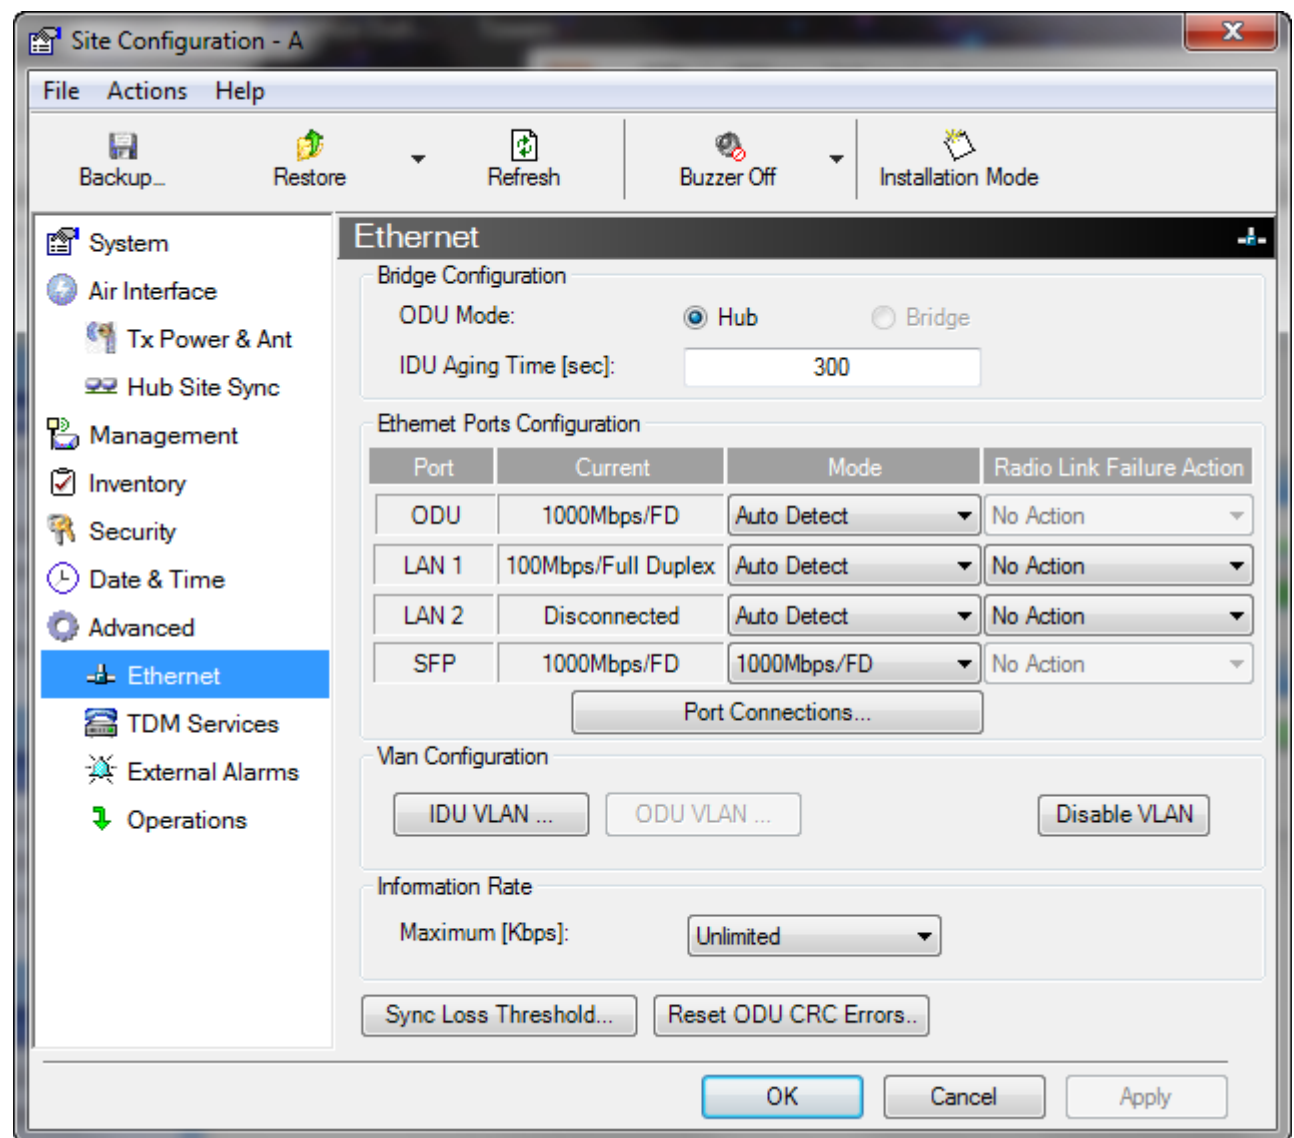 Site Configuration - A
File Actions Help
Backup... Restore Refresh Buzzer Off Installation Mode
System
Air Interface
Tx Power & Ant
Hub Site Sync
Management
Inventory
Security
Date & Time
Advanced
Ethernet
TDM Services
External Alarms
Operations
Ethernet
Bridge Configuration
ODU Mode: Hub Bridge
IDU Aging Time [sec]: 300
Ethernet Ports Configuration
Port Current Mode Radio Link Failure Action
ODU 1000Mbps/FD Auto Detect No Action
LAN 1 100Mbps/Full Duplex Auto Detect No Action
LAN 2 Disconnected Auto Detect No Action
SFP 1000Mbps/FD 1000Mbps/FD No Action
Port Connections...
Vlan Configuration
IDU VLAN ... ODU VLAN ... Disable VLAN
Information Rate
Maximum [Kbps]: Unlimited
Sync Loss Threshold... Reset ODU CRC Errors..
OK Cancel Apply